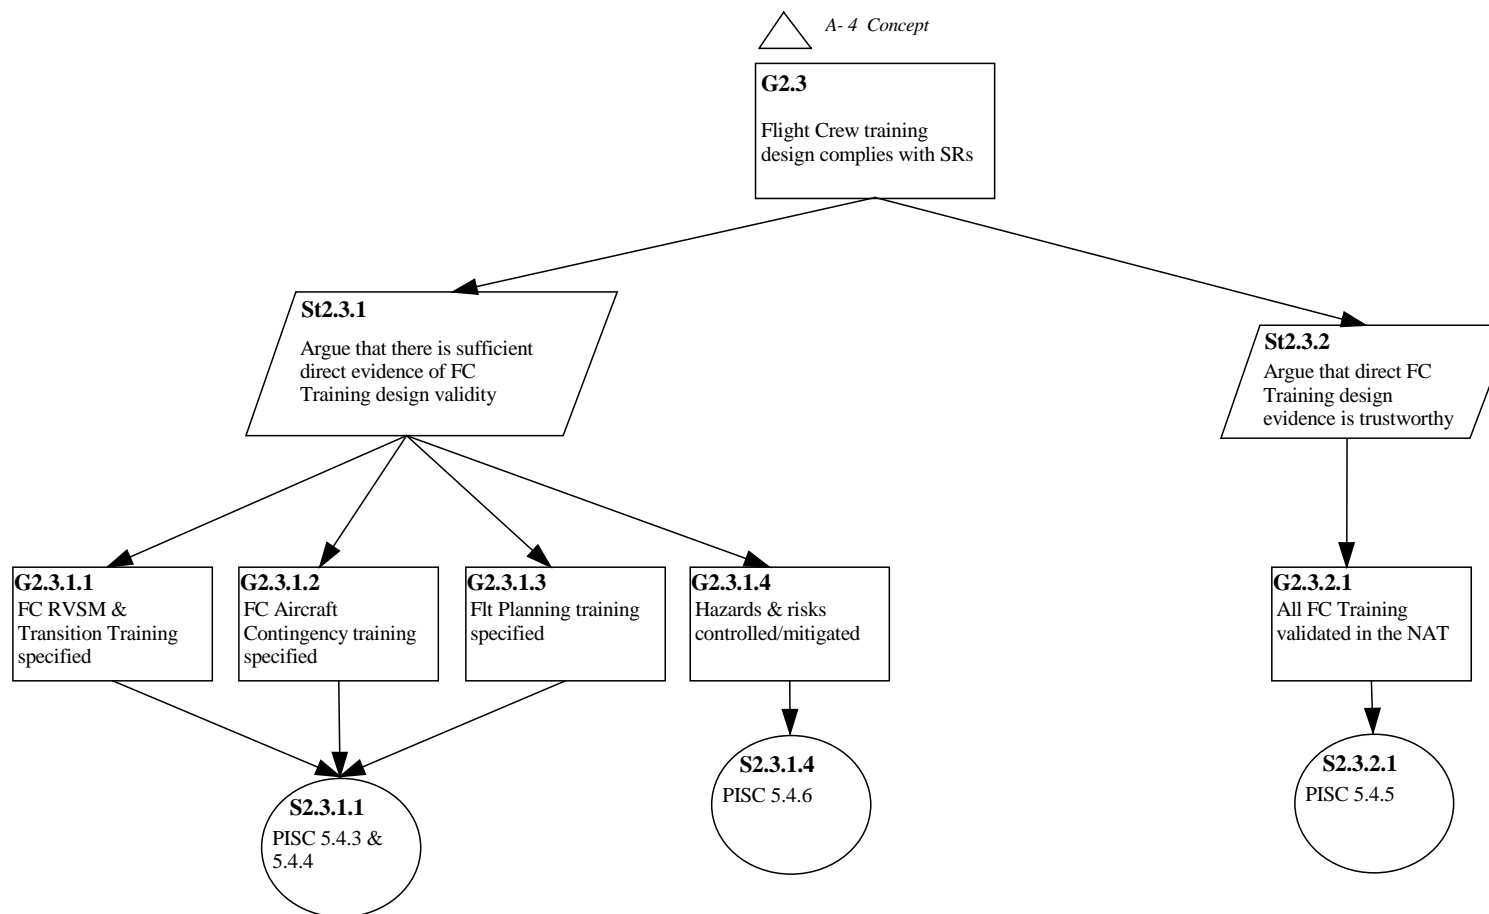 A- 4 Concept
G2.3
Flight Crew training
design complies with SRs
St2.3.1
Argue that there is sufficient
direct evidence of FC
Training design validity
St2.3.2
Argue that direct FC
Training design
evidence is trustworthy
G2.3.1.1
FC RVSM &
Transition Training
specified
G2.3.1.2
FC Aircraft
Contingency training
specified
G2.3.1.3
Flt Planning training
specified
G2.3.1.4
Hazards & risks
controlled/mitigated
G2.3.2.1
All FC Training
validated in the NAT
S2.3.1.1
PISC 5.4.3 &
5.4.4
S2.3.1.4
PISC 5.4.6
S2.3.2.1
PISC 5.4.5